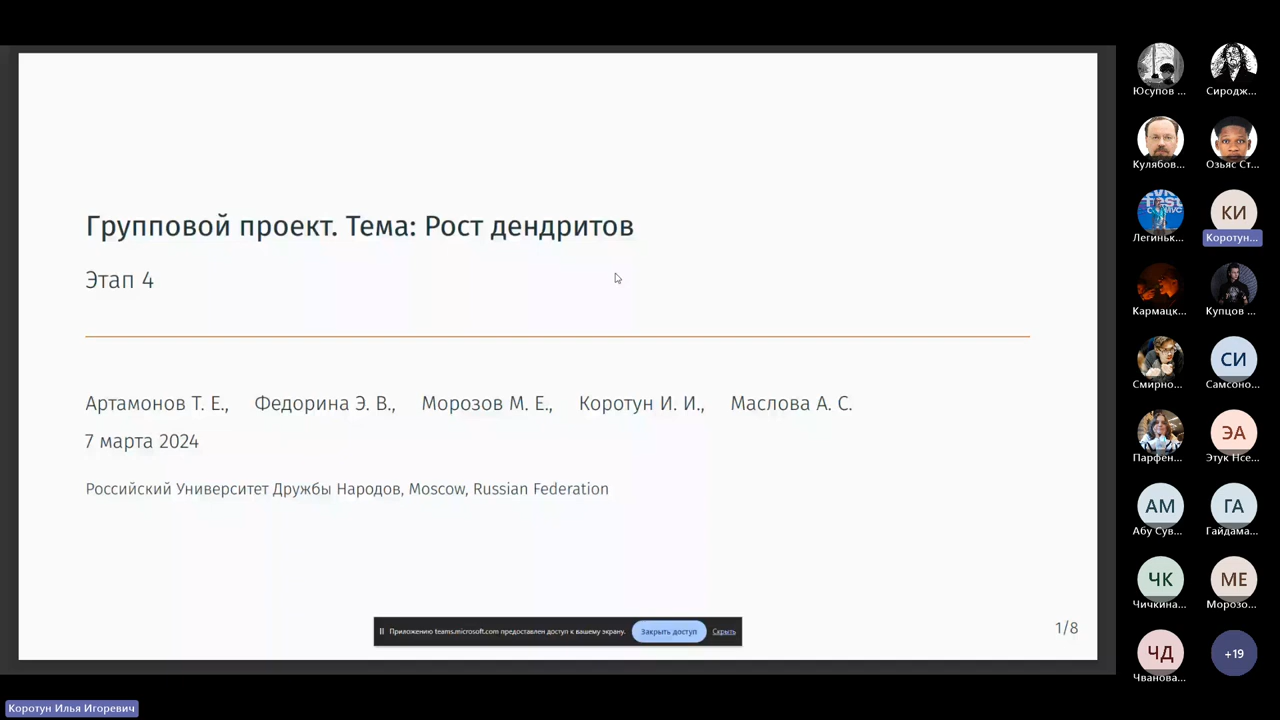 Групповой проект. Тема: Рост дендритов
Этап 4
Артамонов Т. Е., Федорина Э. В., Морозов М. Е., Коротун И. И., Маслова А. С.
7 марта 2024
Российский Университет Дружбы Народов, Moscow, Russian Federation
Приложению teams.microsoft.com предоставлен доступ к вашему экрану. Закрыть доступ Скрыть
1/8
Юсупов ... Сиродж...
Кулябов... Озьяс Ст...
Легиньк... КИ Коротун...
Кармацк... Купцов ...
Смирно... СИ Самсоно...
Парфен... ЭА Этук Нсе...
АМ Абу Сув... ГА Гайдама...
ЧК Чичкина... МЕ Морозо...
ЧД Чванова... +19
Коротун Илья Игоревич